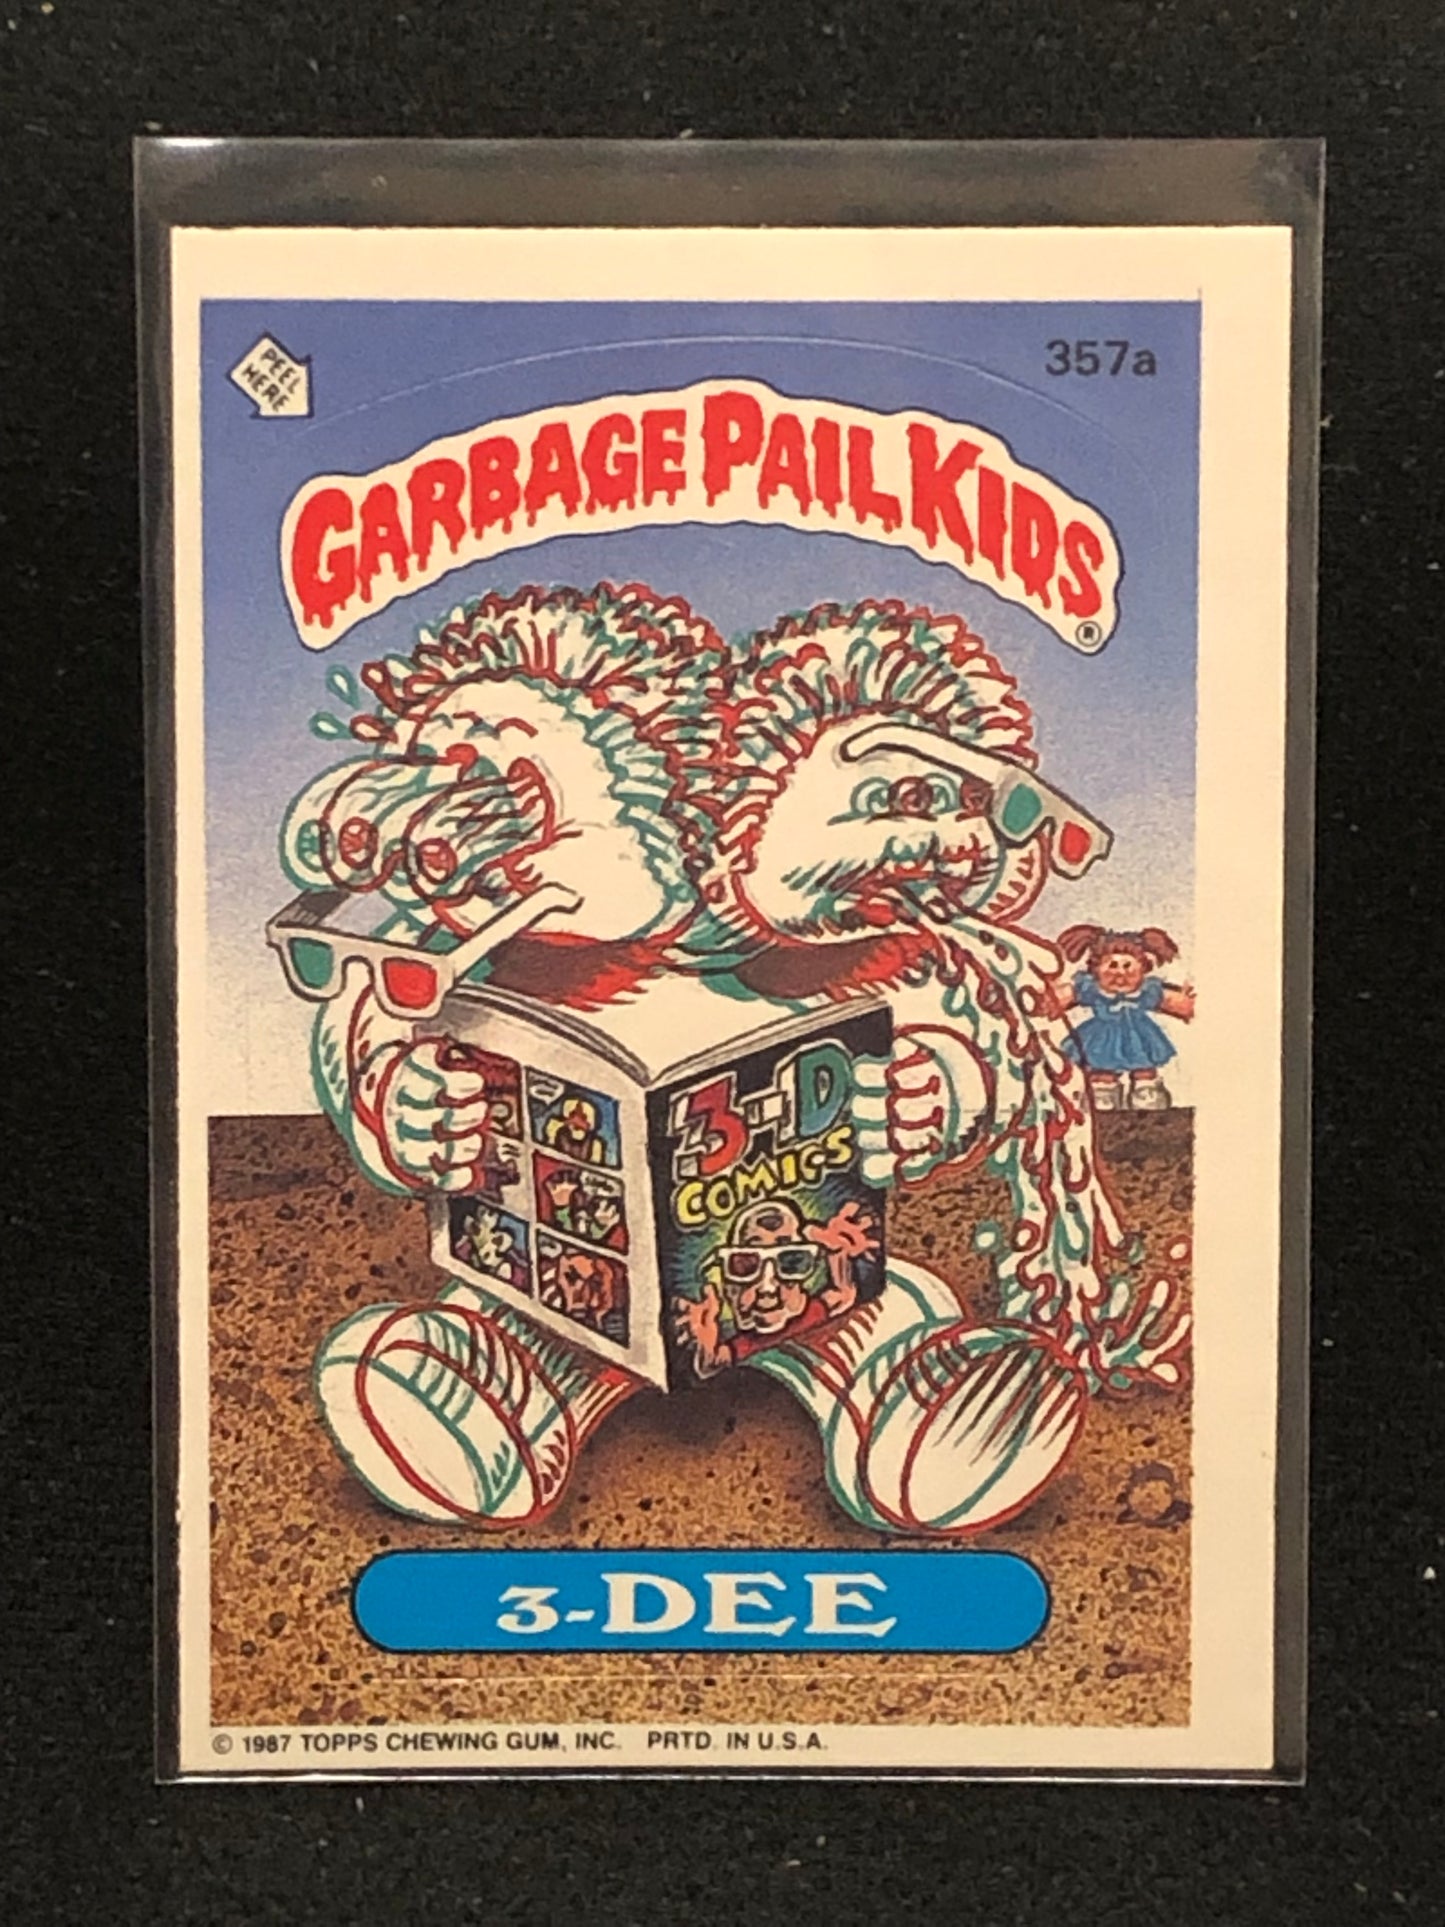 PEEL
HERE
357a
GARBAGE PAIL KIDS
®
3-D
COMICS
3-DEE
© 1987 TOPPS CHEWING GUM, INC. PRTD. IN U.S.A.